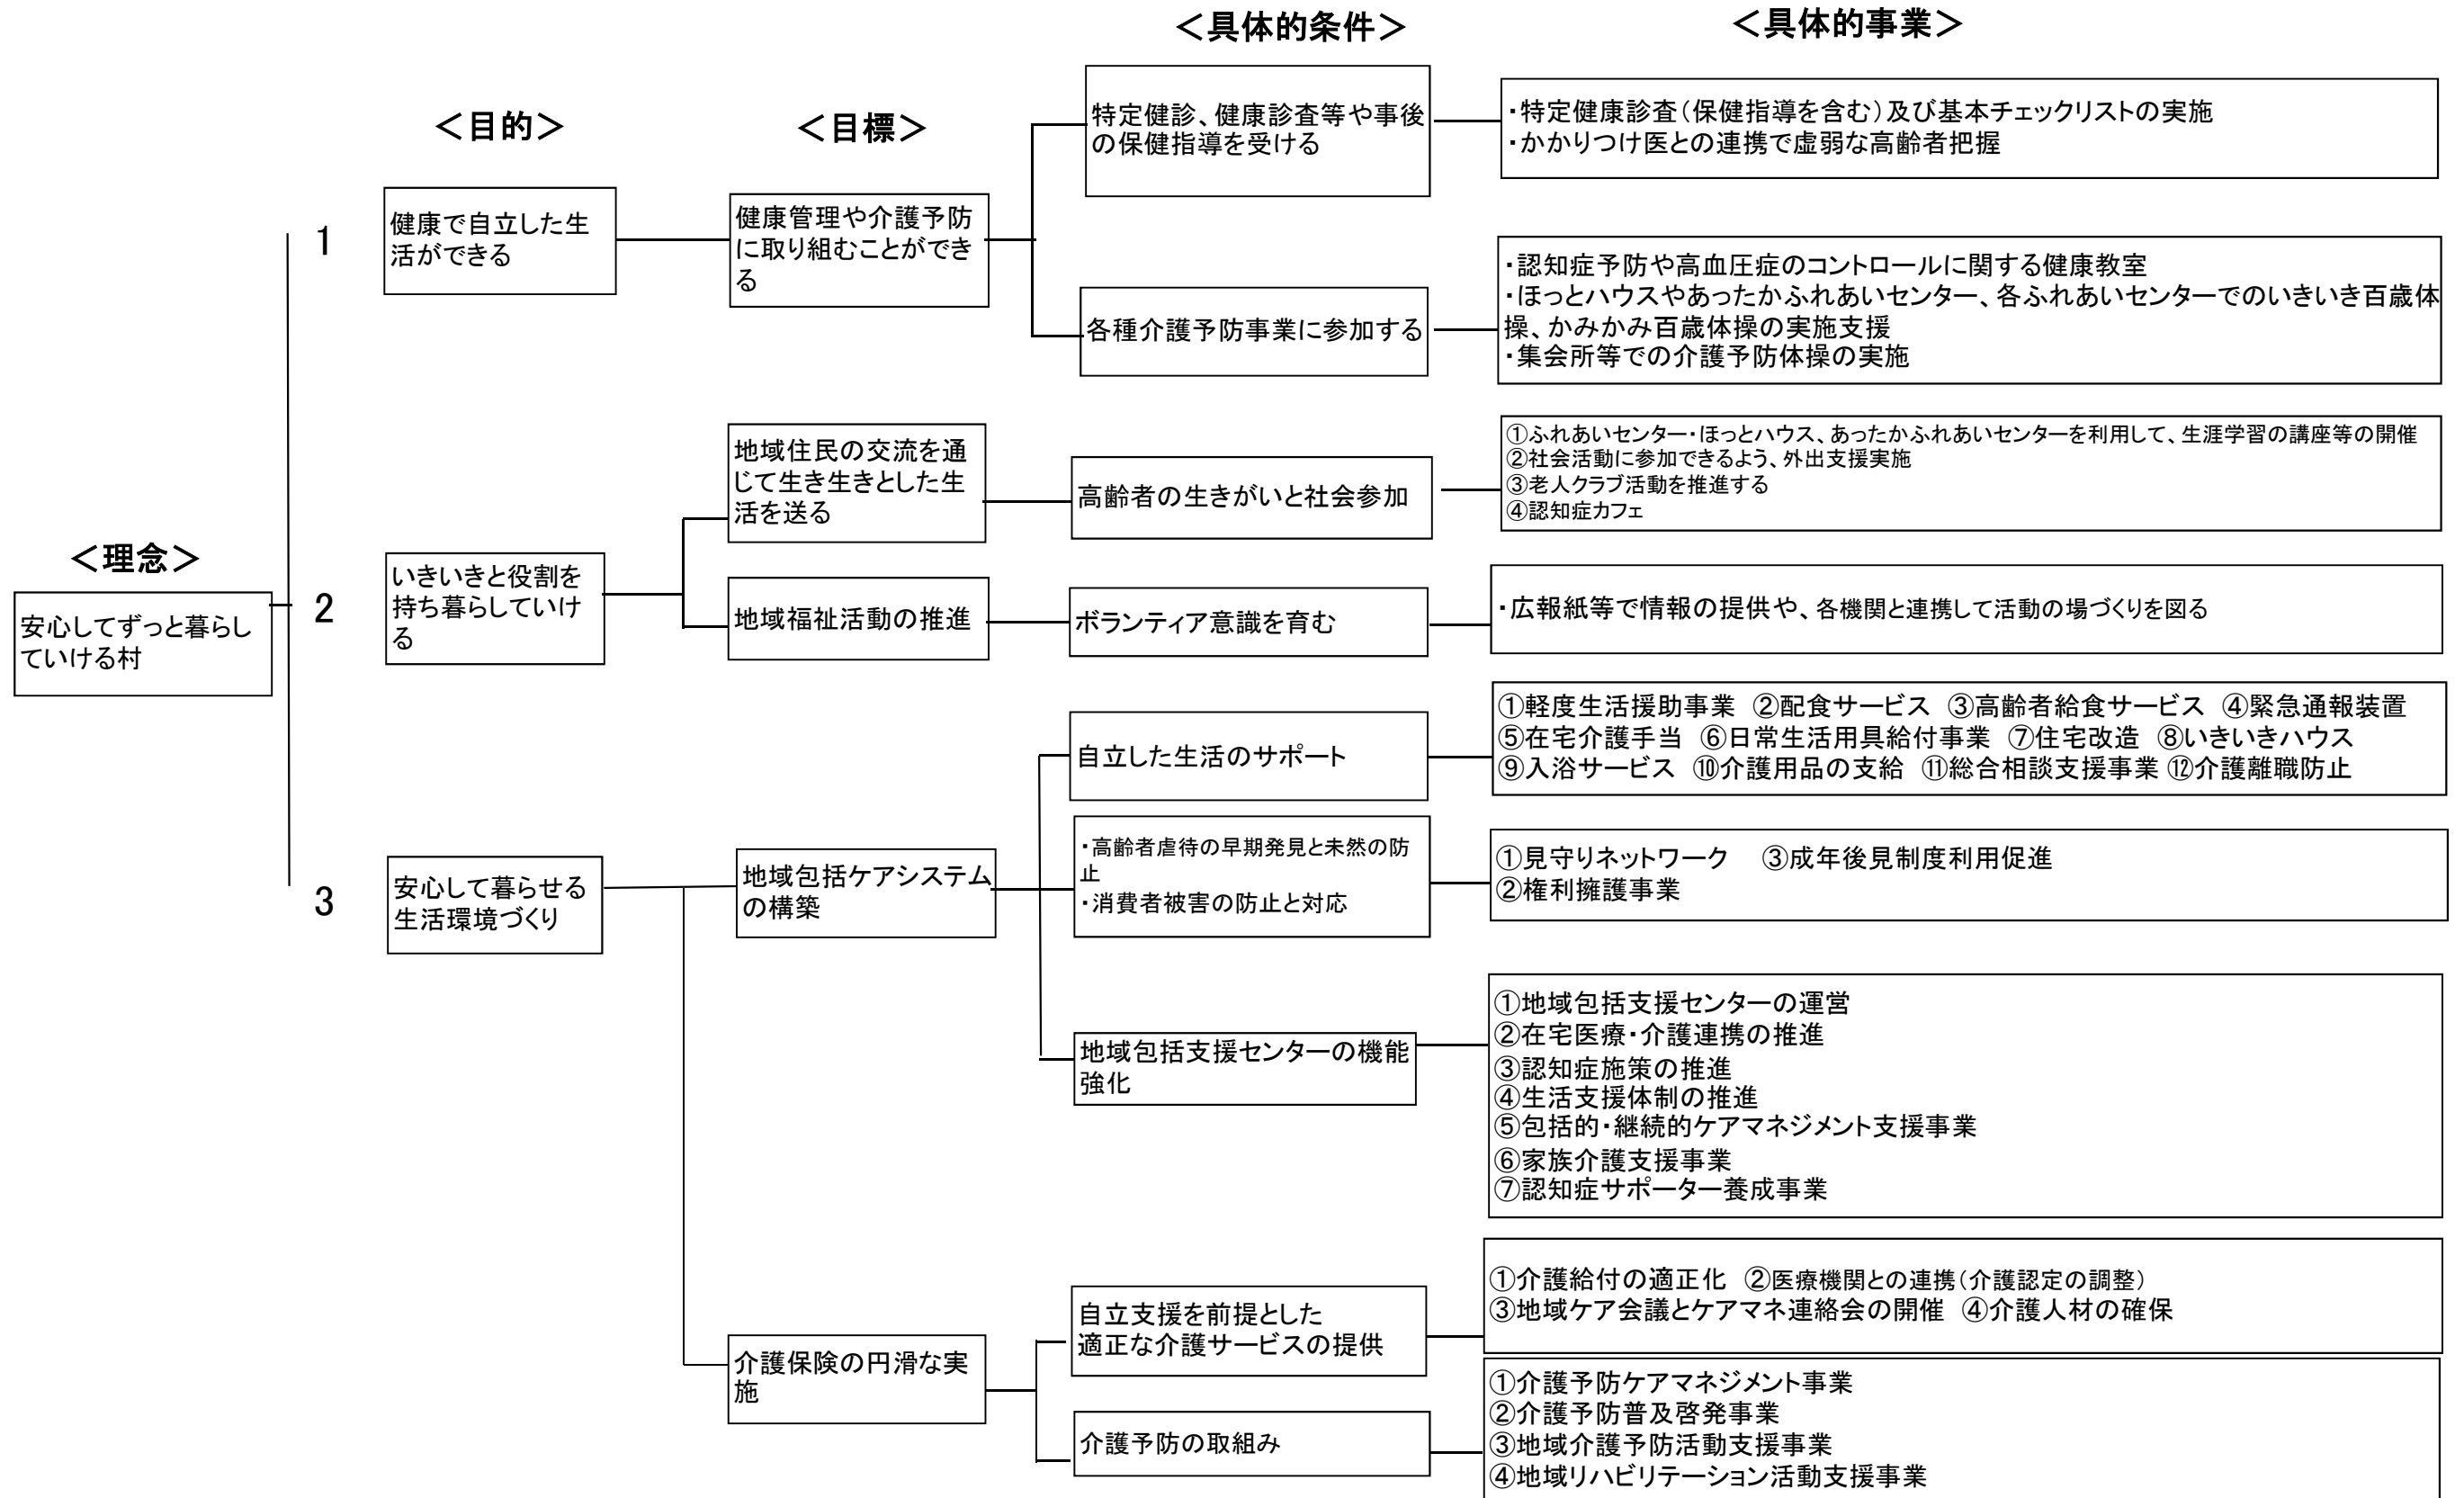 ＜具体的条件＞
＜具体的事業＞
＜目的＞
＜目標＞
＜理念＞
安心してずっと暮らし
ていける村
1
健康で自立した生
活ができる
健康管理や介護予防
に取り組むことができ
る
特定健診、健康診査等や事後
の保健指導を受ける
・特定健康診査（保健指導を含む）及び基本チェックリストの実施
・かかりつけ医との連携で虚弱な高齢者把握
各種介護予防事業に参加する
・認知症予防や高血圧症のコントロールに関する健康教室
・ほっとハウスやあったかふれあいセンター、各ふれあいセンターでのいきいき百歳体
操、かみかみ百歳体操の実施支援
・集会所等での介護予防体操の実施
2
いきいきと役割を
持ち暮らしていけ
る
地域住民の交流を通
じて生き生きとした生
活を送る
高齢者の生きがいと社会参加
①ふれあいセンター・ほっとハウス、あったかふれあいセンターを利用して、生涯学習の講座等の開催
②社会活動に参加できるよう、外出支援実施
③老人クラブ活動を推進する
④認知症カフェ
地域福祉活動の推進
ボランティア意識を育む
・広報紙等で情報の提供や、各機関と連携して活動の場づくりを図る
3
安心して暮らせる
生活環境づくり
地域包括ケアシステム
の構築
自立した生活のサポート
①軽度生活援助事業　②配食サービス　③高齢者給食サービス　④緊急通報装置
⑤在宅介護手当　⑥日常生活用具給付事業　⑦住宅改造　⑧いきいきハウス
⑨入浴サービス　⑩介護用品の支給　⑪総合相談支援事業 ⑫介護離職防止
・高齢者虐待の早期発見と未然の防
止
・消費者被害の防止と対応
①見守りネットワーク　③成年後見制度利用促進
②権利擁護事業
地域包括支援センターの機能
強化
①地域包括支援センターの運営
②在宅医療・介護連携の推進
③認知症施策の推進
④生活支援体制の推進
⑤包括的・継続的ケアマネジメント支援事業
⑥家族介護支援事業
⑦認知症サポーター養成事業
介護保険の円滑な実
施
自立支援を前提とした
適正な介護サービスの提供
①介護給付の適正化　②医療機関との連携（介護認定の調整）
③地域ケア会議とケアマネ連絡会の開催　④介護人材の確保
介護予防の取組み
①介護予防ケアマネジメント事業
②介護予防普及啓発事業
③地域介護予防活動支援事業
④地域リハビリテーション活動支援事業